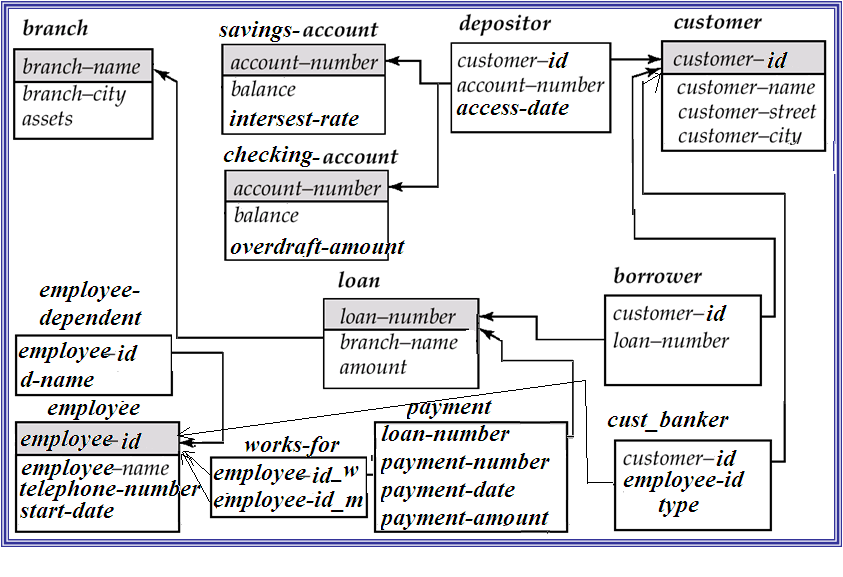 branch
branch–name
branch–city
assets
savings-account
account–number
balance
intersest-rate
checking-account
account–number
balance
overdraft-amount
depositor
customer–id
account–number
access-date
customer
customer–id
customer–name
customer–street
customer–city
employee-
dependent
employee–id
d-name
loan
loan–number
branch–name
amount
borrower
customer–id
loan–number
employee
employee–id
employee–name
telephone-number
start-date
works-for
employee–id_w
employee-id_m
payment
loan-number
payment-number
payment-date
payment-amount
cust_banker
customer–id
employee-id
type